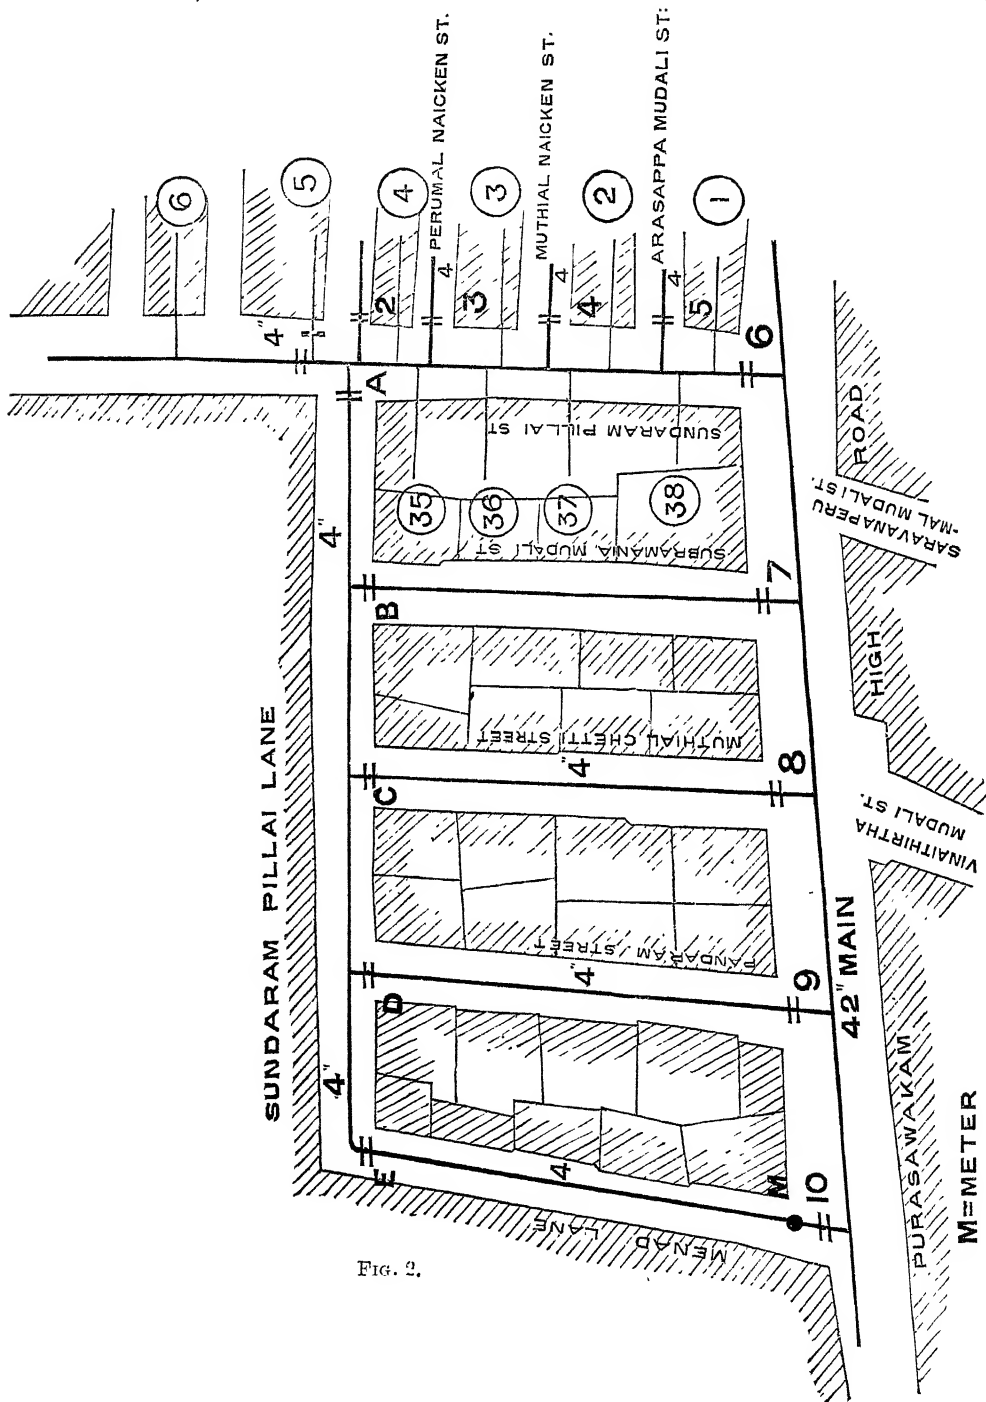 PERUMAL NAICKEN ST.
MUTHIAL NAICKEN ST.
ARASAPPA MUDALI ST:
6
5
4
3
2
1
4"
1
2
3
4
5
6
4
4
4
A
SUNDARAM PILLAI ST
35
36
37
38
SUBRAMANIA MUDALI ST
4"
B
7
SUNDARAM PILLAI LANE
MUTHIAL CHETTI STREET
4"
C
8
PANDARAM STREET
4"
D
9
4"
E
4
M
10
MENAD LANE
42" MAIN
PURASAWAKAM
HIGH
ROAD
SARAVANAPERU
-MAL MUDALI ST.
VINAITHIRTHA
MUDALI ST.
M=METER
FIG. 2.